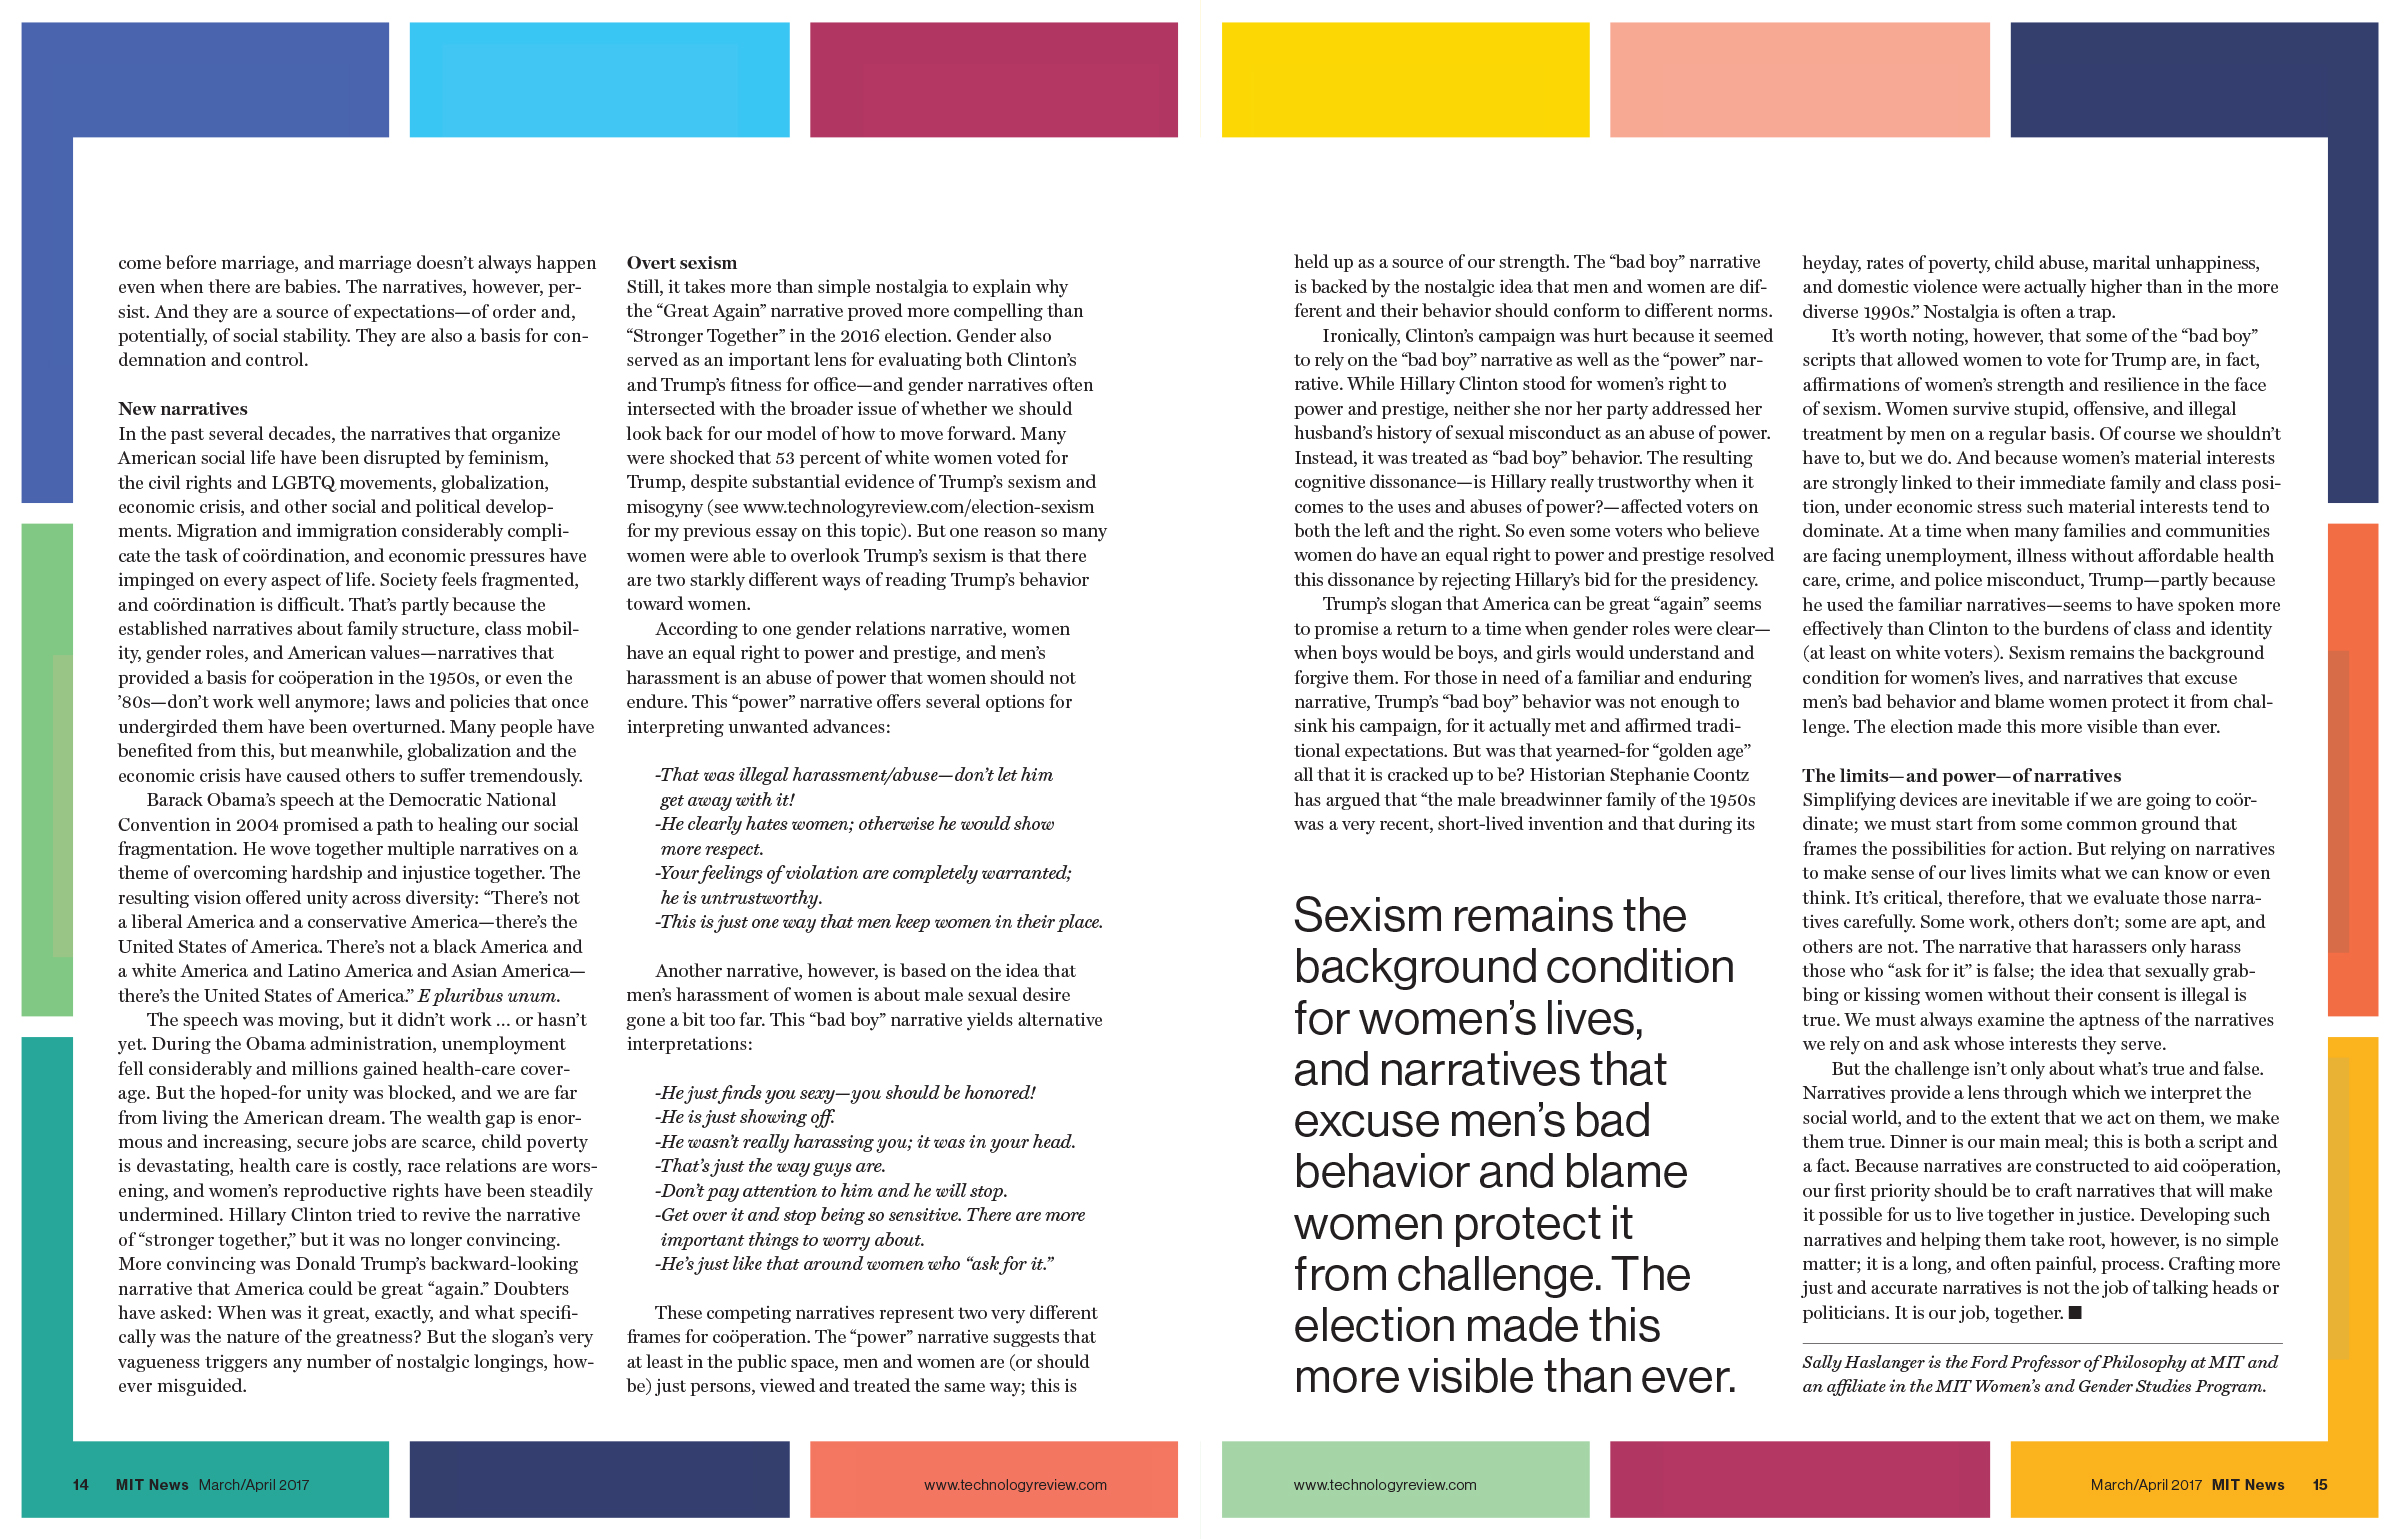 come before marriage, and marriage doesn’t always happen
even when there are babies. The narratives, however, per-
sist. And they are a source of expectations—of order and,
potentially, of social stability. They are also a basis for con-
demnation and control.
New narratives
In the past several decades, the narratives that organize
American social life have been disrupted by feminism,
the civil rights and LGBTQ movements, globalization,
economic crisis, and other social and political develop-
ments. Migration and immigration considerably compli-
cate the task of coördination, and economic pressures have
impinged on every aspect of life. Society feels fragmented,
and coördination is difficult. That’s partly because the
established narratives about family structure, class mobil-
ity, gender roles, and American values—narratives that
provided a basis for coöperation in the 1950s, or even the
’80s—don’t work well anymore; laws and policies that once
undergirded them have been overturned. Many people have
benefited from this, but meanwhile, globalization and the
economic crisis have caused others to suffer tremendously.
Barack Obama’s speech at the Democratic National
Convention in 2004 promised a path to healing our social
fragmentation. He wove together multiple narratives on a
theme of overcoming hardship and injustice together. The
resulting vision offered unity across diversity: “There’s not
a liberal America and a conservative America—there’s the
United States of America. There’s not a black America and
a white America and Latino America and Asian America—
there’s the United States of America.” E pluribus unum.
The speech was moving, but it didn’t work ... or hasn’t
yet. During the Obama administration, unemployment
fell considerably and millions gained health-care cover-
age. But the hoped-for unity was blocked, and we are far
from living the American dream. The wealth gap is enor-
mous and increasing, secure jobs are scarce, child poverty
is devastating, health care is costly, race relations are wors-
ening, and women’s reproductive rights have been steadily
undermined. Hillary Clinton tried to revive the narrative
of “stronger together,” but it was no longer convincing.
More convincing was Donald Trump’s backward-looking
narrative that America could be great “again.” Doubters
have asked: When was it great, exactly, and what specifi-
cally was the nature of the greatness? But the slogan’s very
vagueness triggers any number of nostalgic longings, how-
ever misguided.
Overt sexism
Still, it takes more than simple nostalgia to explain why
the “Great Again” narrative proved more compelling than
“Stronger Together” in the 2016 election. Gender also
served as an important lens for evaluating both Clinton’s
and Trump’s fitness for office—and gender narratives often
intersected with the broader issue of whether we should
look back for our model of how to move forward. Many
were shocked that 53 percent of white women voted for
Trump, despite substantial evidence of Trump’s sexism and
misogyny (see www.technologyreview.com/election-sexism
for my previous essay on this topic). But one reason so many
women were able to overlook Trump’s sexism is that there
are two starkly different ways of reading Trump’s behavior
toward women.
According to one gender relations narrative, women
have an equal right to power and prestige, and men’s
harassment is an abuse of power that women should not
endure. This “power” narrative offers several options for
interpreting unwanted advances:
-That was illegal harassment/abuse—don’t let him
get away with it!
-He clearly hates women; otherwise he would show
more respect.
-Your feelings of violation are completely warranted;
he is untrustworthy.
-This is just one way that men keep women in their place.
Another narrative, however, is based on the idea that
men’s harassment of women is about male sexual desire
gone a bit too far. This “bad boy” narrative yields alternative
interpretations:
-He just finds you sexy—you should be honored!
-He is just showing off.
-He wasn’t really harassing you; it was in your head.
-That’s just the way guys are.
-Don’t pay attention to him and he will stop.
-Get over it and stop being so sensitive. There are more
important things to worry about.
-He’s just like that around women who “ask for it.”
These competing narratives represent two very different
frames for coöperation. The “power” narrative suggests that
at least in the public space, men and women are (or should
be) just persons, viewed and treated the same way; this is
held up as a source of our strength. The “bad boy” narrative
is backed by the nostalgic idea that men and women are dif-
ferent and their behavior should conform to different norms.
Ironically, Clinton’s campaign was hurt because it seemed
to rely on the “bad boy” narrative as well as the “power” nar-
rative. While Hillary Clinton stood for women’s right to
power and prestige, neither she nor her party addressed her
husband’s history of sexual misconduct as an abuse of power.
Instead, it was treated as “bad boy” behavior. The resulting
cognitive dissonance—is Hillary really trustworthy when it
comes to the uses and abuses of power?—affected voters on
both the left and the right. So even some voters who believe
women do have an equal right to power and prestige resolved
this dissonance by rejecting Hillary’s bid for the presidency.
Trump’s slogan that America can be great “again” seems
to promise a return to a time when gender roles were clear—
when boys would be boys, and girls would understand and
forgive them. For those in need of a familiar and enduring
narrative, Trump’s “bad boy” behavior was not enough to
sink his campaign, for it actually met and affirmed tradi-
tional expectations. But was that yearned-for “golden age”
all that it is cracked up to be? Historian Stephanie Coontz
has argued that “the male breadwinner family of the 1950s
was a very recent, short-lived invention and that during its
Sexism remains the
background condition
for women’s lives,
and narratives that
excuse men’s bad
behavior and blame
women protect it
from challenge. The
election made this
more visible than ever.
heyday, rates of poverty, child abuse, marital unhappiness,
and domestic violence were actually higher than in the more
diverse 1990s.” Nostalgia is often a trap.
It’s worth noting, however, that some of the “bad boy”
scripts that allowed women to vote for Trump are, in fact,
affirmations of women’s strength and resilience in the face
of sexism. Women survive stupid, offensive, and illegal
treatment by men on a regular basis. Of course we shouldn’t
have to, but we do. And because women’s material interests
are strongly linked to their immediate family and class posi-
tion, under economic stress such material interests tend to
dominate. At a time when many families and communities
are facing unemployment, illness without affordable health
care, crime, and police misconduct, Trump—partly because
he used the familiar narratives—seems to have spoken more
effectively than Clinton to the burdens of class and identity
(at least on white voters). Sexism remains the background
condition for women’s lives, and narratives that excuse
men’s bad behavior and blame women protect it from chal-
lenge. The election made this more visible than ever.
The limits—and power—of narratives
Simplifying devices are inevitable if we are going to coör-
dinate; we must start from some common ground that
frames the possibilities for action. But relying on narratives
to make sense of our lives limits what we can know or even
think. It’s critical, therefore, that we evaluate those narra-
tives carefully. Some work, others don’t; some are apt, and
others are not. The narrative that harassers only harass
those who “ask for it” is false; the idea that sexually grab-
bing or kissing women without their consent is illegal is
true. We must always examine the aptness of the narratives
we rely on and ask whose interests they serve.
But the challenge isn’t only about what’s true and false.
Narratives provide a lens through which we interpret the
social world, and to the extent that we act on them, we make
them true. Dinner is our main meal; this is both a script and
a fact. Because narratives are constructed to aid coöperation,
our first priority should be to craft narratives that will make
it possible for us to live together in justice. Developing such
narratives and helping them take root, however, is no simple
matter; it is a long, and often painful, process. Crafting more
just and accurate narratives is not the job of talking heads or
politicians. It is our job, together. ■
Sally Haslanger is the Ford Professor of Philosophy at MIT and
an affiliate in the MIT Women’s and Gender Studies Program.
14 MIT News March/April 2017
www.technologyreview.com
www.technologyreview.com
March/April 2017 MIT News 15